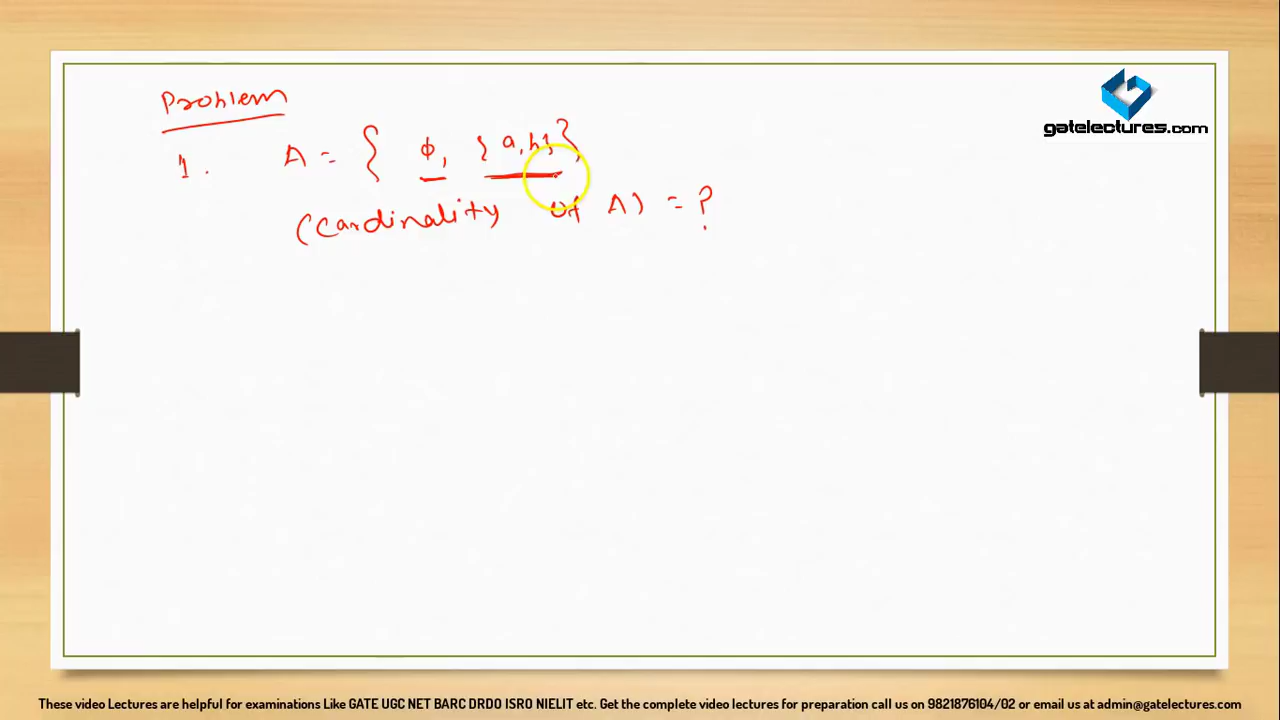 Problem
gatelectures.com
1. A = { ϕ, {a,b} }
(Cardinality of A) = ?
These video Lectures are helpful for examinations Like GATE UGC NET BARC DRDO ISRO NIELIT etc. Get the complete video lectures for preparation call us on 9821876104/02 or email us at admin@gatelectures.com